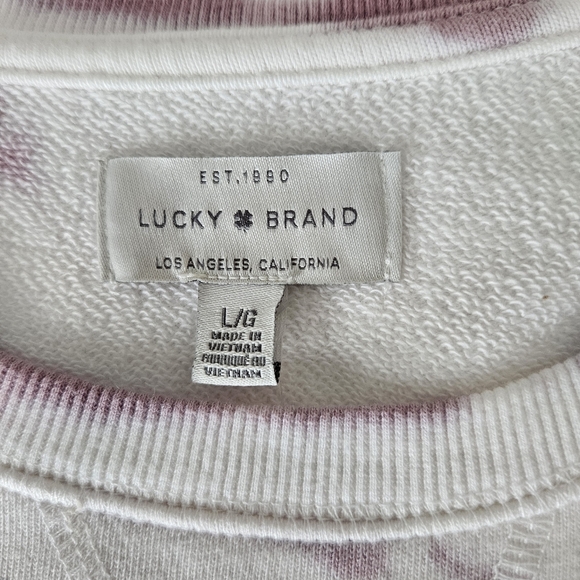 EST.1990
LUCKY BRAND
LOS ANGELES, CALIFORNIA
L/G
MADE IN
VIETNAM
FABRIQUÉ AU
VIETNAM